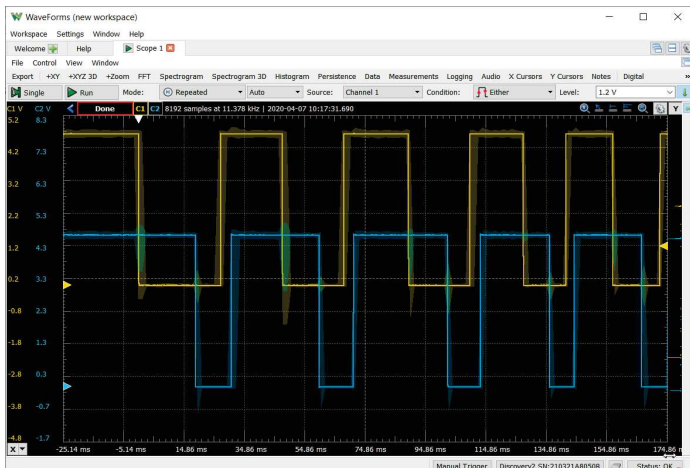 WaveForms (new workspace)
Workspace Settings Window Help
Welcome Help Scope 1
File Control View Window
Export +XY +XYZ 3D +Zoom FFT Spectrogram Spectrogram 3D Histogram Persistence Data Measurements Logging Audio X Cursors Y Cursors Notes Digital »
Single Run Mode: Repeated Auto Source: Channel 1 Condition: Either Level: 1.2 V
C1 V C2 V Done C1 C2 8192 samples at 11.378 kHz | 2020-04-07 10:17:31.690 Y
5.2 8.3
4.2 7.3
3.2 6.3
2.2 5.3
1.2 4.3
0.2 3.3
-0.8 2.3
-1.8 1.3
-2.8 0.3
-3.8 -0.7
-4.8 -1.7
X -25.14 ms -5.14 ms 14.86 ms 34.86 ms 54.86 ms 74.86 ms 94.86 ms 114.86 ms 134.86 ms 154.86 ms 174.86
Manual Trigger Discovery2 SN:210321A80508 Status: OK